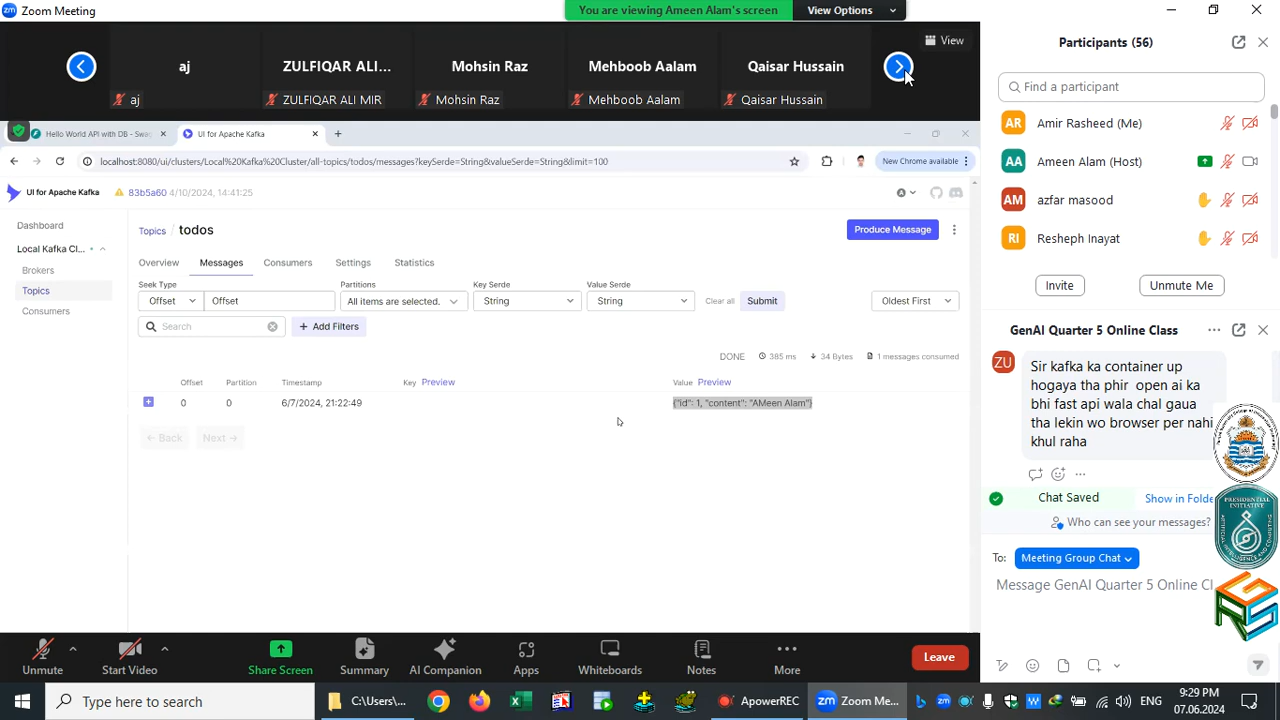 Zoom Meeting
You are viewing Ameen Alam's screen
View Options
View
aj
ZULFIQAR ALI...
Mohsin Raz
Mehboob Aalam
Qaisar Hussain
aj
ZULFIQAR ALI MIR
Mohsin Raz
Mehboob Aalam
Qaisar Hussain
Hello World API with DB - Swag
UI for Apache Kafka
localhost:8080/ui/clusters/Local%20Kafka%20Cluster/all-topics/todos/messages?keySerde=String&valueSerde=String&limit=100
New Chrome available
UI for Apache Kafka
83b5a60 4/10/2024, 14:41:25
Dashboard
Local Kafka Cl...
Brokers
Topics
Consumers
Topics / todos
Produce Message
Overview
Messages
Consumers
Settings
Statistics
Seek Type
Partitions
Key Serde
Value Serde
Offset
Offset
All items are selected.
String
String
Clear all
Submit
Oldest First
Search
+ Add Filters
DONE
385 ms
34 Bytes
1 messages consumed
Offset
Partition
Timestamp
Key Preview
Value Preview
0
0
6/7/2024, 21:22:49
{"id": 1, "content": "AMeen Alam"}
← Back
Next →
Participants (56)
Find a participant
AR
Amir Rasheed (Me)
AA
Ameen Alam (Host)
AM
azfar masood
RI
Resheph Inayat
Invite
Unmute Me
GenAI Quarter 5 Online Class
ZU
Sir kafka ka container up
hogaya tha phir open ai ka
bhi fast api wala chal gaua
tha lekin wo browser per nahi
khul raha
Chat Saved
Show in Folde
Who can see your messages?
To:
Meeting Group Chat
Message GenAI Quarter 5 Online Cl
Unmute
Start Video
Share Screen
Summary
AI Companion
Apps
Whiteboards
Notes
More
Leave
Type here to search
C:\Users\...
ApowerREC
Zoom Me...
ENG
9:29 PM
07.06.2024